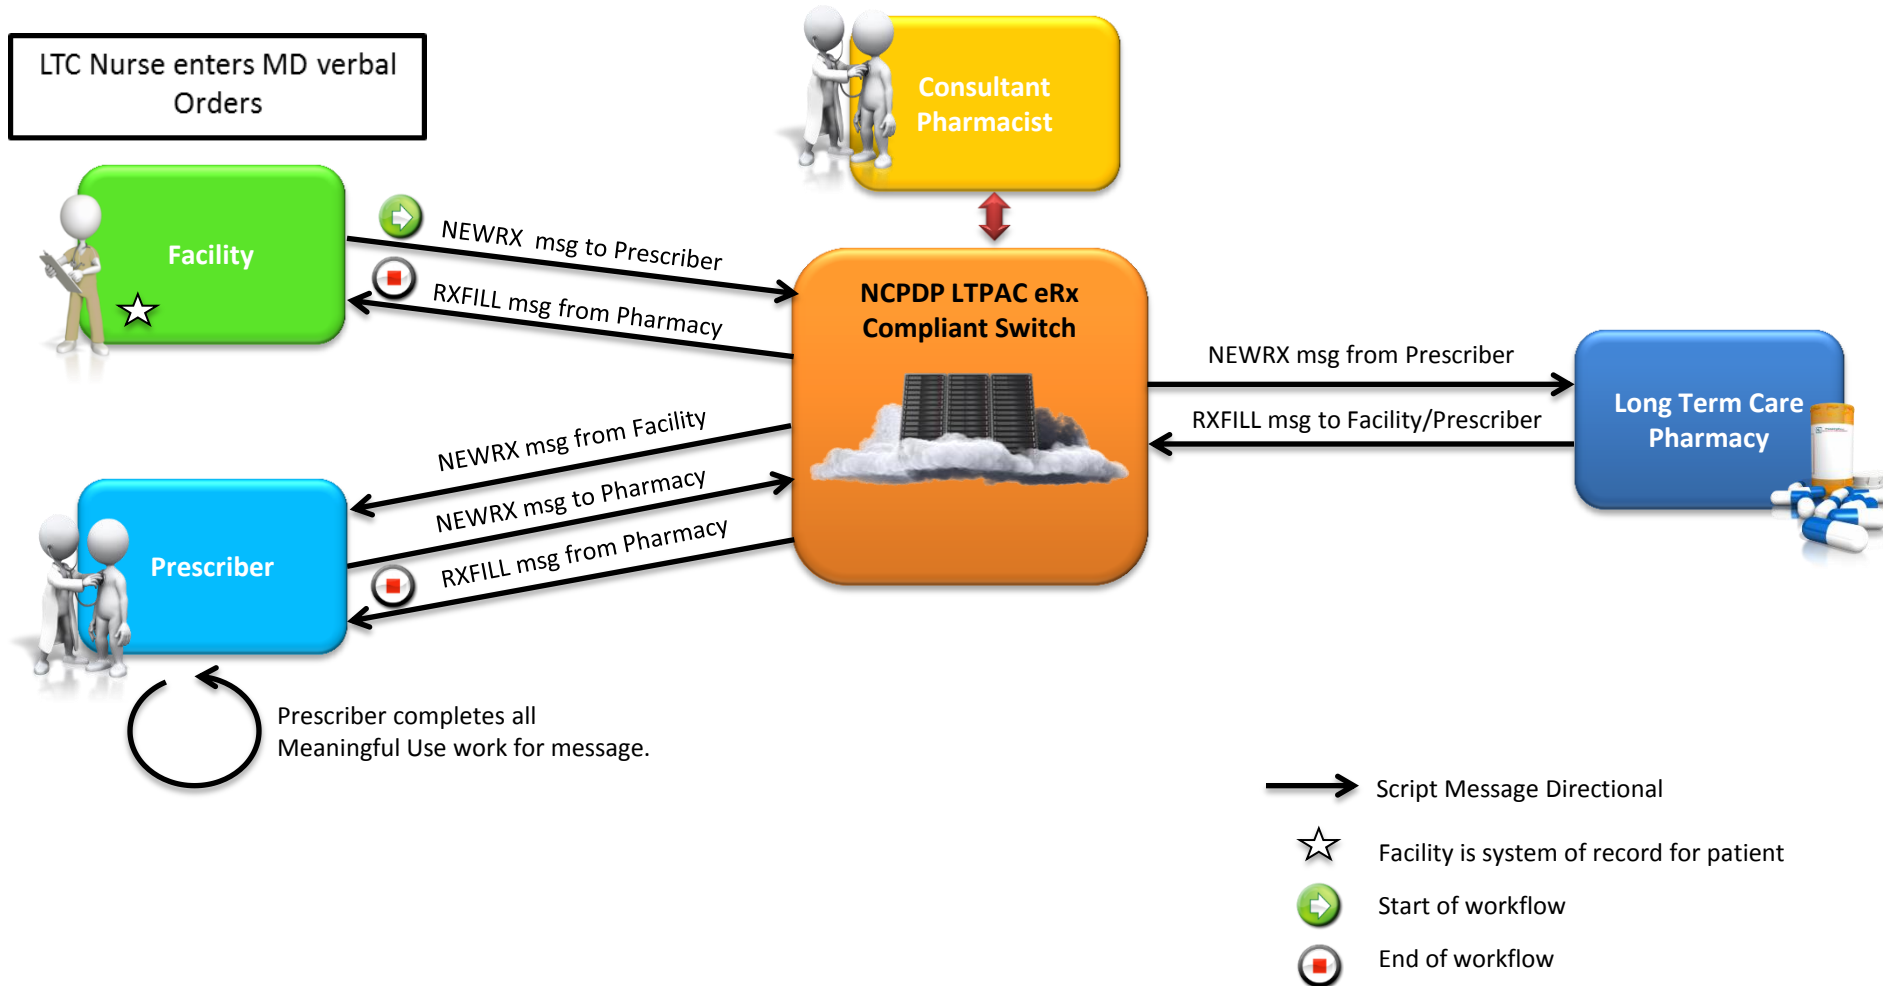 LTC Nurse enters MD verbal
Orders
Consultant
Pharmacist
Facility
NEWRX msg to Prescriber
RXFILL msg from Pharmacy
NCPDP LTPAC eRx
Compliant Switch
NEWRX msg from Prescriber
RXFILL msg to Facility/Prescriber
Long Term Care
Pharmacy
NEWRX msg from Facility
NEWRX msg to Pharmacy
RXFILL msg from Pharmacy
Prescriber
Prescriber completes all
Meaningful Use work for message.
Script Message Directional
Facility is system of record for patient
Start of workflow
End of workflow